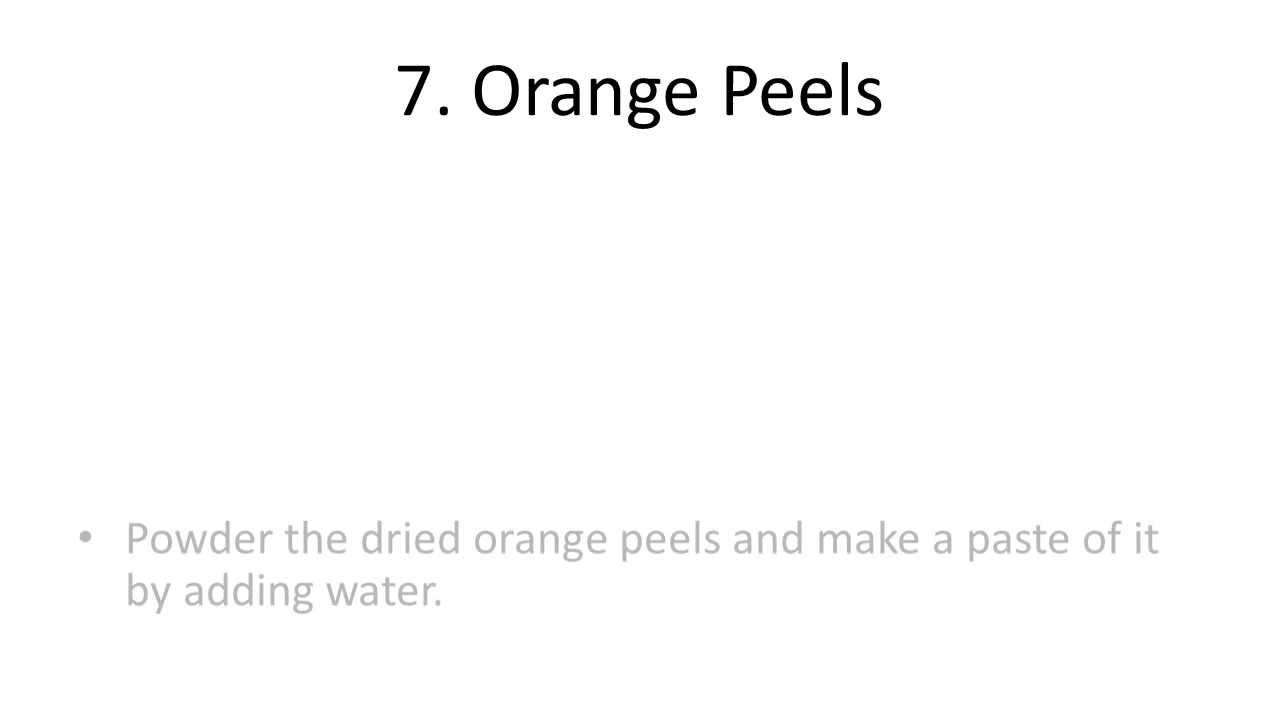 7. Orange Peels
• Powder the dried orange peels and make a paste of it
by adding water.